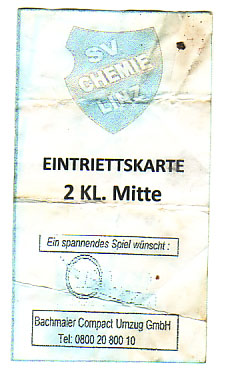 SV
CHEMIE
LINZ
EINTRIETTSKARTE
2 KL. Mitte
Ein spannendes Spiel wünscht :
Bachmaier Compact Umzug GmbH
Tel: 0800 20 800 10